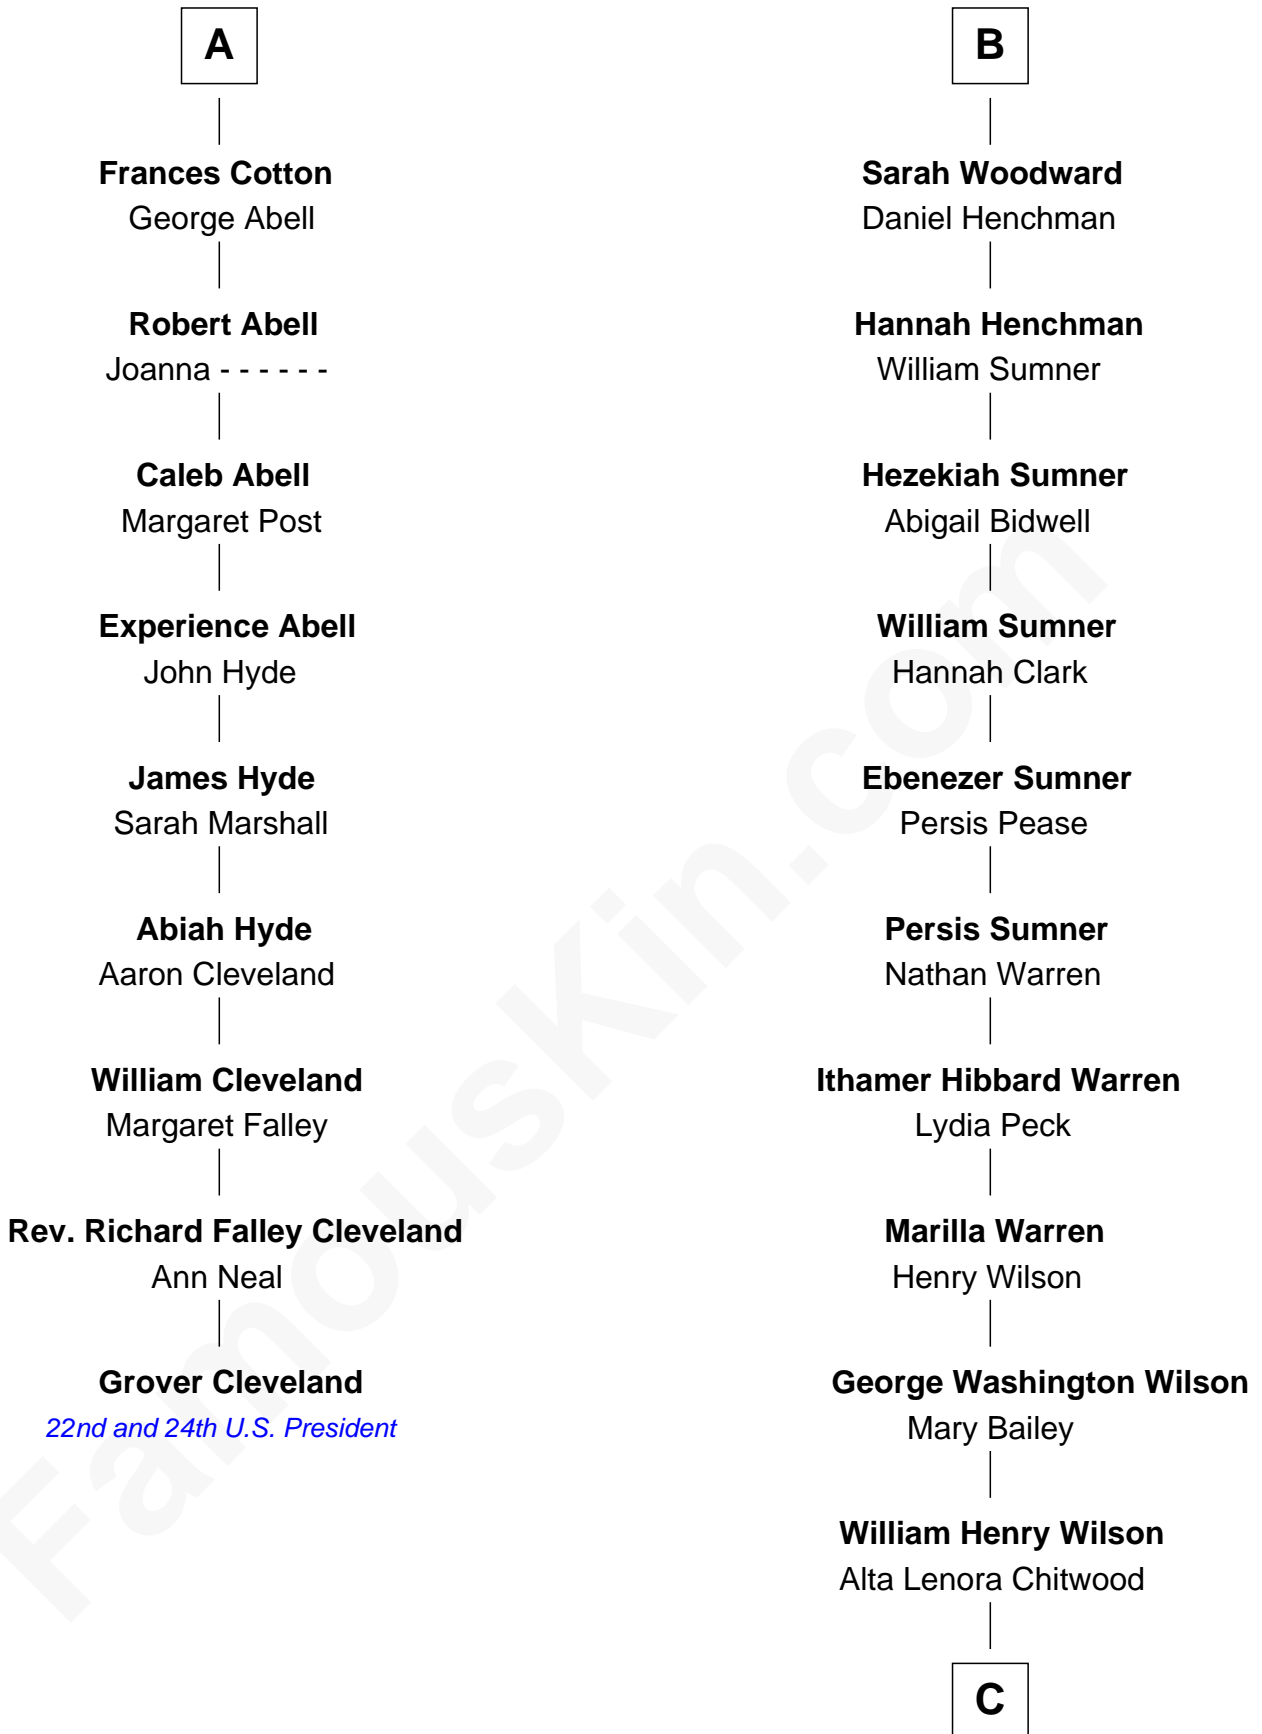 A
Frances Cotton
George Abell
Robert Abell
Joanna - - - - - -
Caleb Abell
Margaret Post
Experience Abell
John Hyde
James Hyde
Sarah Marshall
Abiah Hyde
Aaron Cleveland
William Cleveland
Margaret Falley
Rev. Richard Falley Cleveland
Ann Neal
Grover Cleveland
22nd and 24th U.S. President
B
Sarah Woodward
Daniel Henchman
Hannah Henchman
William Sumner
Hezekiah Sumner
Abigail Bidwell
William Sumner
Hannah Clark
Ebenezer Sumner
Persis Pease
Persis Sumner
Nathan Warren
Ithamer Hibbard Warren
Lydia Peck
Marilla Warren
Henry Wilson
George Washington Wilson
Mary Bailey
William Henry Wilson
Alta Lenora Chitwood
C
FamousKin.com